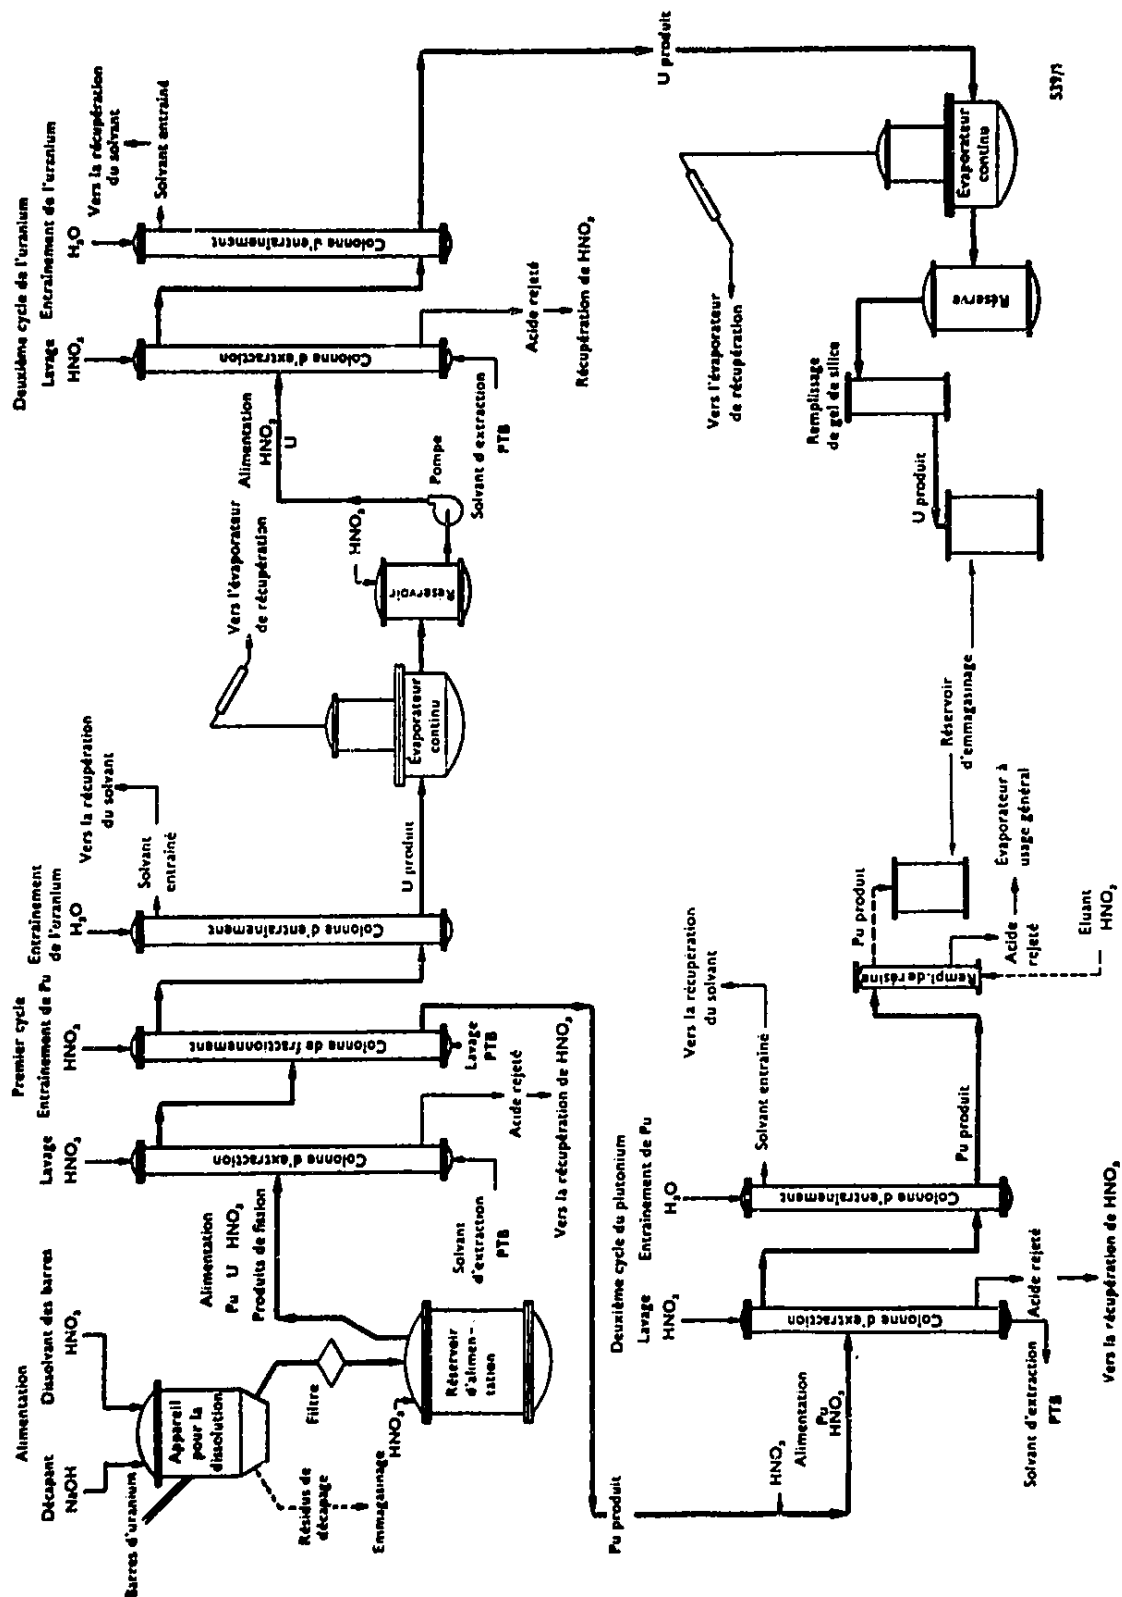 Alimentation
Décapant
NaOH
Dissolvant des barres
HNO₃
Barres d'uranium
Appareil
pour la
dissolution
Résidus de
décapage
Emmagasinage
Filtre
HNO₃
Réservoir
d'alimen-
tation
Alimentation
Pu U HNO₃
Produits de fission
Premier cycle
Lavage
HNO₃
Colonne d'extraction
Solvant
d'extraction
PTB
Acide rejeté
Vers la récupération de HNO₃
Entraînement de Pu
HNO₃
Colonne de fractionnement
Lavage
PTB
Entraînement
de l'uranium
H₂O
Colonne d'entraînement
Solvant
entraîné
Vers la récupération
du solvant
U produit
Évaporateur
continu
Vers l'évaporateur
de récupération
Réservoir
HNO₃
Pompe
Alimentation
HNO₃
U
Deuxième cycle de l'uranium
Lavage
HNO₃
Colonne d'extraction
Solvant d'extraction
PTB
Acide rejeté
Récupération de HNO₃
Entraînement de l'uranium
H₂O
Colonne d'entraînement
Solvant entraîné
Vers la récupération
du solvant
U produit
Évaporateur
continu
Vers l'évaporateur
de récupération
Réserve
Remplissage
de gel de silice
U produit
Réservoir
d'emmagasinage
Pu produit
HNO₃
Alimentation
Pu
HNO₃
Deuxième cycle du plutonium
Lavage
HNO₃
Colonne d'extraction
Solvant d'extraction
PTB
Acide rejeté
Vers la récupération de HNO₃
Entraînement de Pu
H₂O
Colonne d'entraînement
Solvant entraîné
Vers la récupération
du solvant
Pu produit
Rempl. de résine
Pu produit
Acide
rejeté
Évaporateur à
usage général
Eluant
HNO₃
539/3